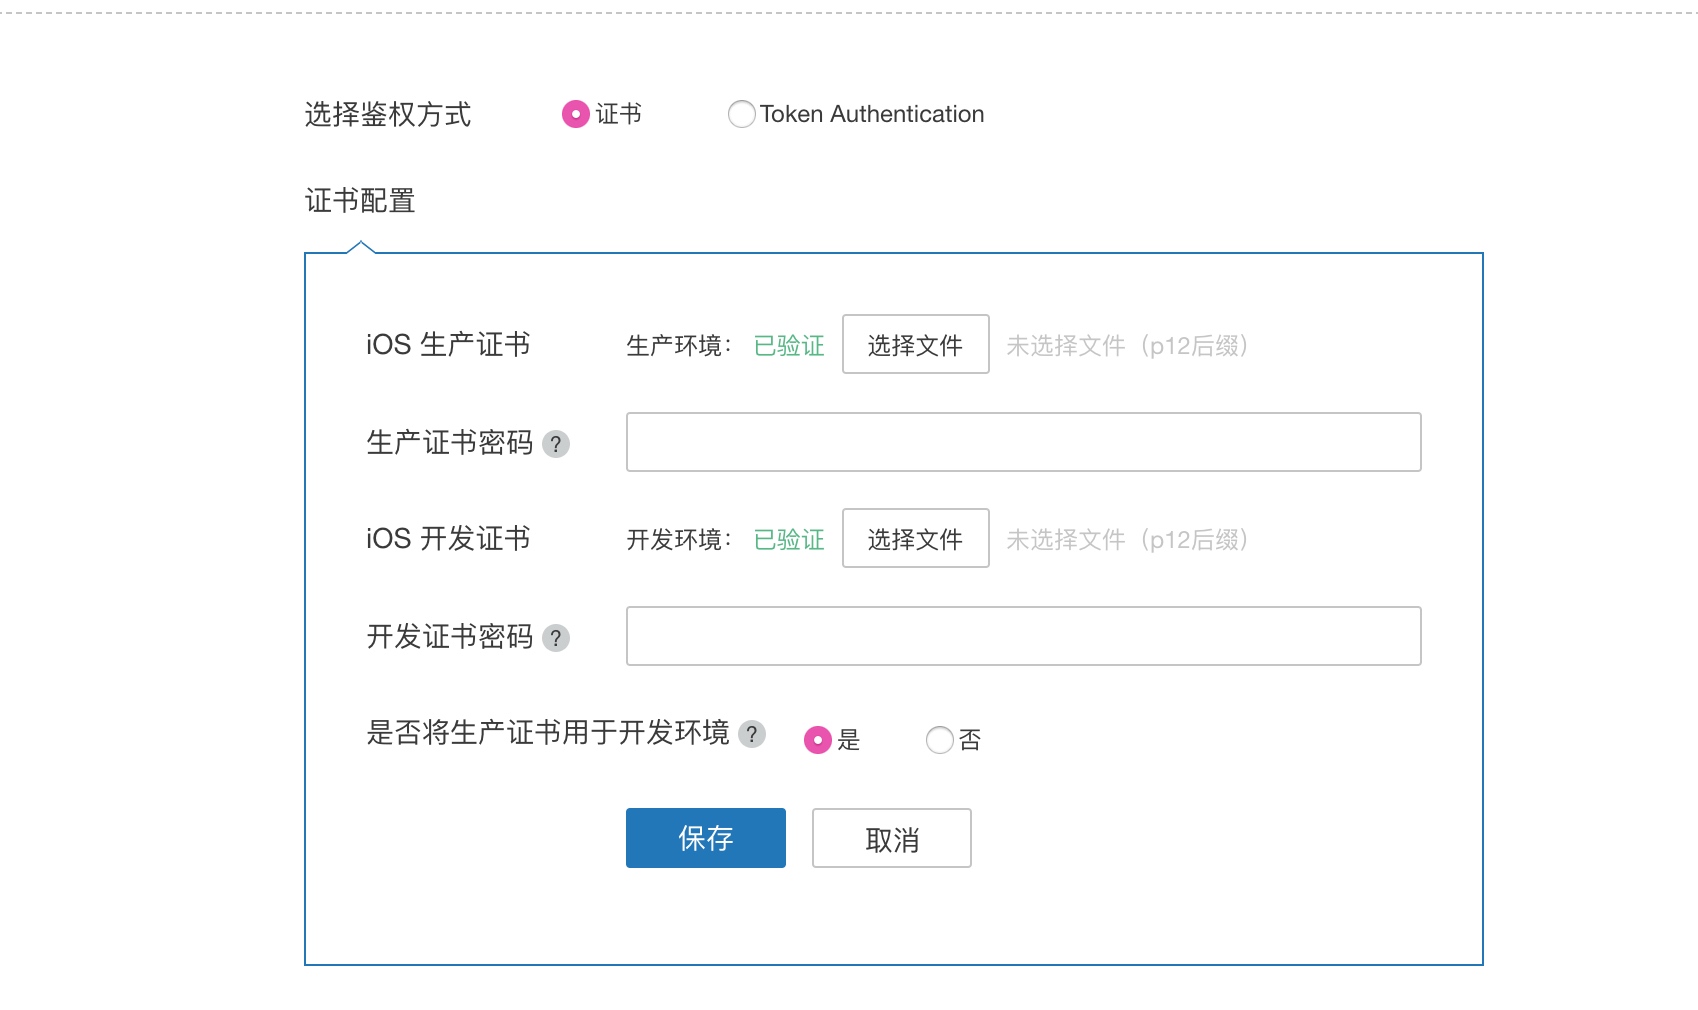 选择鉴权方式 证书 Token Authentication
证书配置
iOS 生产证书 生产环境： 已验证 选择文件 未选择文件（p12后缀）
生产证书密码 ?
iOS 开发证书 开发环境： 已验证 选择文件 未选择文件（p12后缀）
开发证书密码 ?
是否将生产证书用于开发环境 ? 是 否
保存 取消